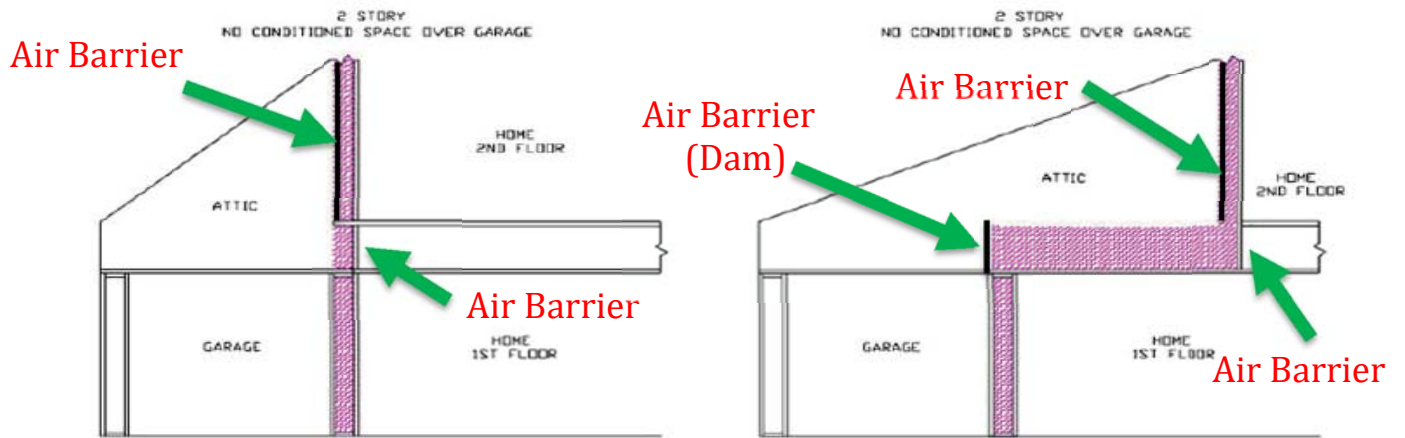 2 STORY
NO CONDITIONED SPACE OVER GARAGE
Air Barrier
HOME
2ND FLOOR
ATTIC
Air Barrier
GARAGE
HOME
1ST FLOOR
2 STORY
NO CONDITIONED SPACE OVER GARAGE
Air Barrier
Air Barrier
(Dam)
ATTIC
HOME
2ND FLOOR
GARAGE
HOME
1ST FLOOR
Air Barrier